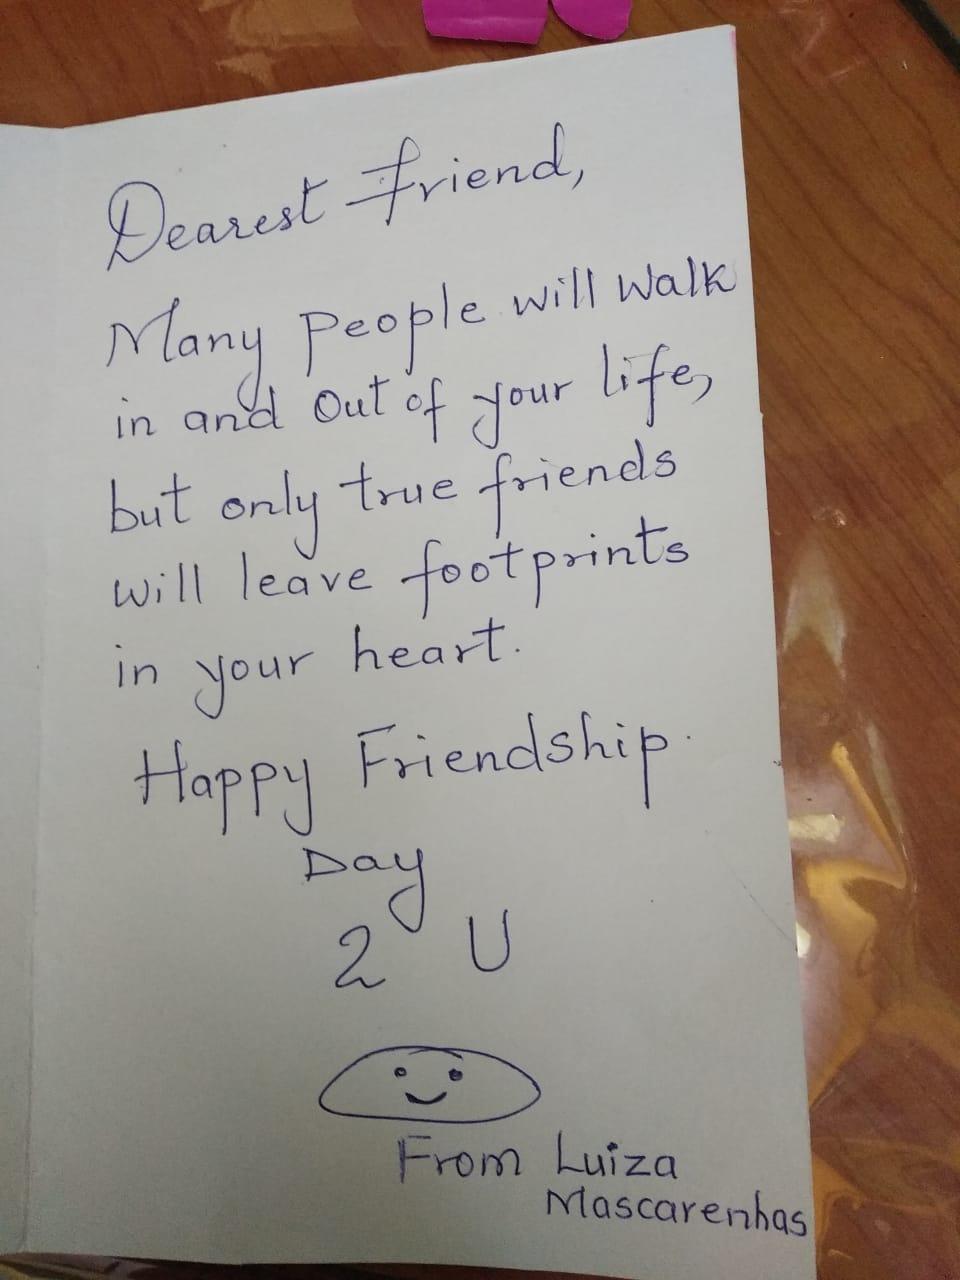 Dearest friend,
Many People will walk
in and out of your life,
but only true friends
will leave footprints
in your heart.
Happy Friendship
Day
2 U
From Luiza
Mascarenhas